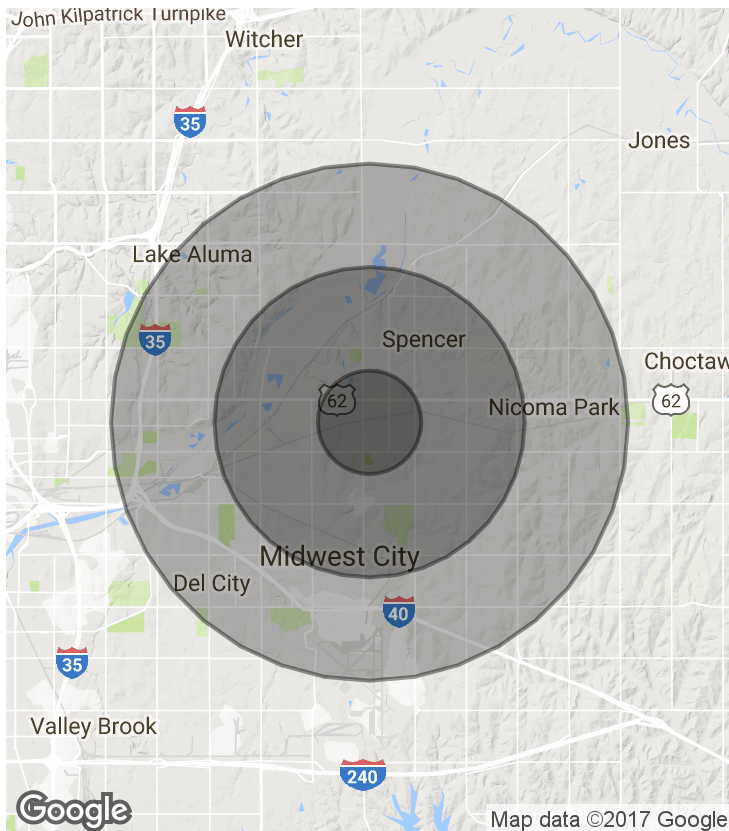 John Kilpatrick Turnpike
Witcher
35
Jones
Lake Aluma
35
Spencer
Choctaw
62
62
Nicoma Park
Midwest City
Del City
40
35
Valley Brook
240
Google
Map data ©2017 Google